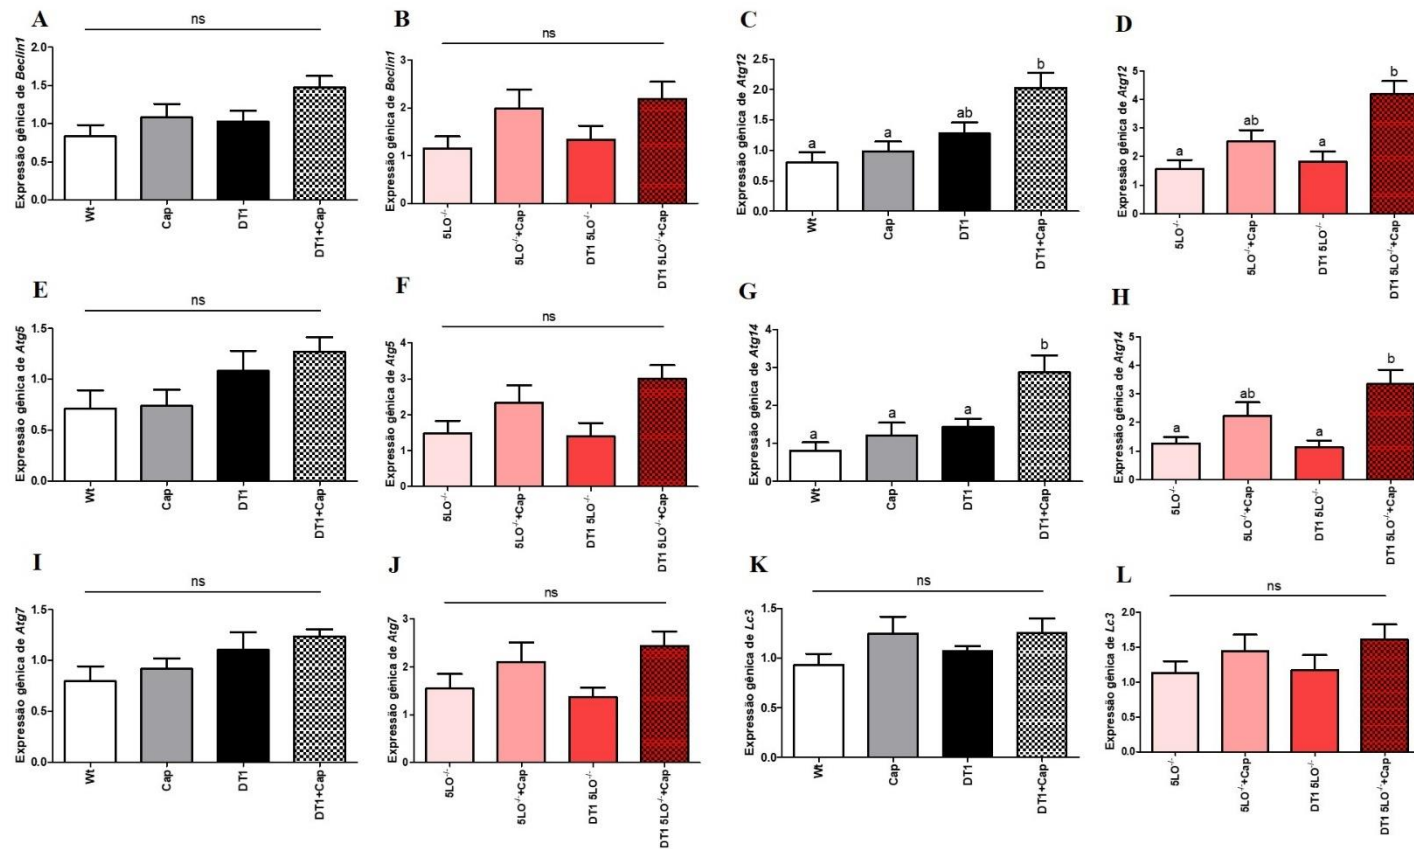 A
ns
Expressão gênica de Beclin1
2.0
1.5
1.0
0.5
0.0
Wt
Cap
DT1
DT1+Cap
B
ns
Expressão gênica de Beclin1
3
2
1
0
5LO-/-
5LO-/-+Cap
DT1 5LO-/-
DT1 5LO-/-+Cap
C
Expressão gênica de Atg12
2.5
2.0
1.5
1.0
0.5
0.0
a
a
ab
b
Wt
Cap
DT1
DT1+Cap
D
Expressão gênica de Atg12
5
4
3
2
1
0
a
ab
a
b
5LO-/-
5LO-/-+Cap
DT1 5LO-/-
DT1 5LO-/-+Cap
E
ns
Expressão gênica de Atg5
1.5
1.0
0.5
0.0
Wt
Cap
DT1
DT1+Cap
F
ns
Expressão gênica de Atg5
4
3
2
1
0
5LO-/-
5LO-/-+Cap
DT1 5LO-/-
DT1 5LO-/-+Cap
G
Expressão gênica de Atg14
4
3
2
1
0
a
a
a
b
Wt
Cap
DT1
DT1+Cap
H
Expressão gênica de Atg14
5
4
3
2
1
0
a
ab
a
b
5LO-/-
5LO-/-+Cap
DT1 5LO-/-
DT1 5LO-/-+Cap
I
ns
Expressão gênica de Atg7
1.5
1.0
0.5
0.0
Wt
Cap
DT1
DT1+Cap
J
ns
Expressão gênica de Atg7
3
2
1
0
5LO-/-
5LO-/-+Cap
DT1 5LO-/-
DT1 5LO-/-+Cap
K
ns
Expressão gênica de Lc3
1.5
1.0
0.5
0.0
Wt
Cap
DT1
DT1+Cap
L
ns
Expressão gênica de Lc3
2.0
1.5
1.0
0.5
0.0
5LO-/-
5LO-/-+Cap
DT1 5LO-/-
DT1 5LO-/-+Cap